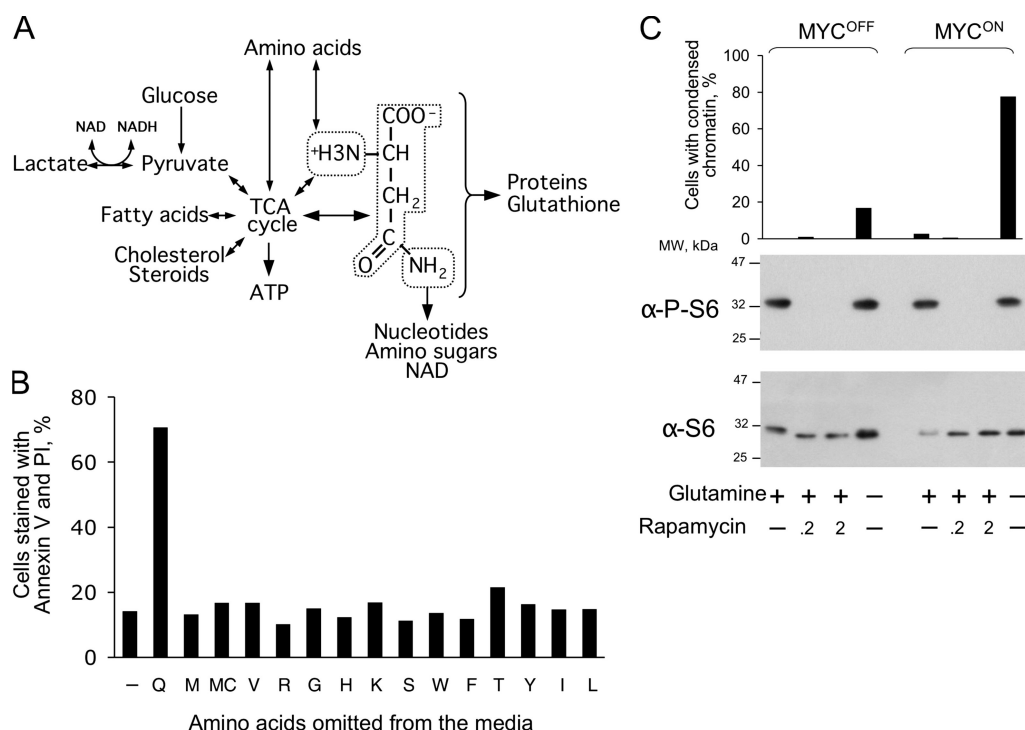 A
Amino acids
Glucose
NAD NADH
Lactate Pyruvate
Fatty acids
TCA
cycle
Cholesterol
Steroids
ATP
COO⁻
⁺H3N CH
CH₂
C
O NH₂
Proteins
Glutathione
Nucleotides
Amino sugars
NAD
B
Cells stained with
Annexin V and PI, %
80
60
40
20
0
– Q M MC V R G H K S W F T Y I L
Amino acids omitted from the media
C
MYCᴼᶠᶠ MYCᴼᴺ
Cells with condensed
chromatin, %
100
80
60
40
20
0
MW, kDa
47
α-P-S6 32
25
47
α-S6 32
25
Glutamine + + + – + + + –
Rapamycin – .2 2 – – .2 2 –